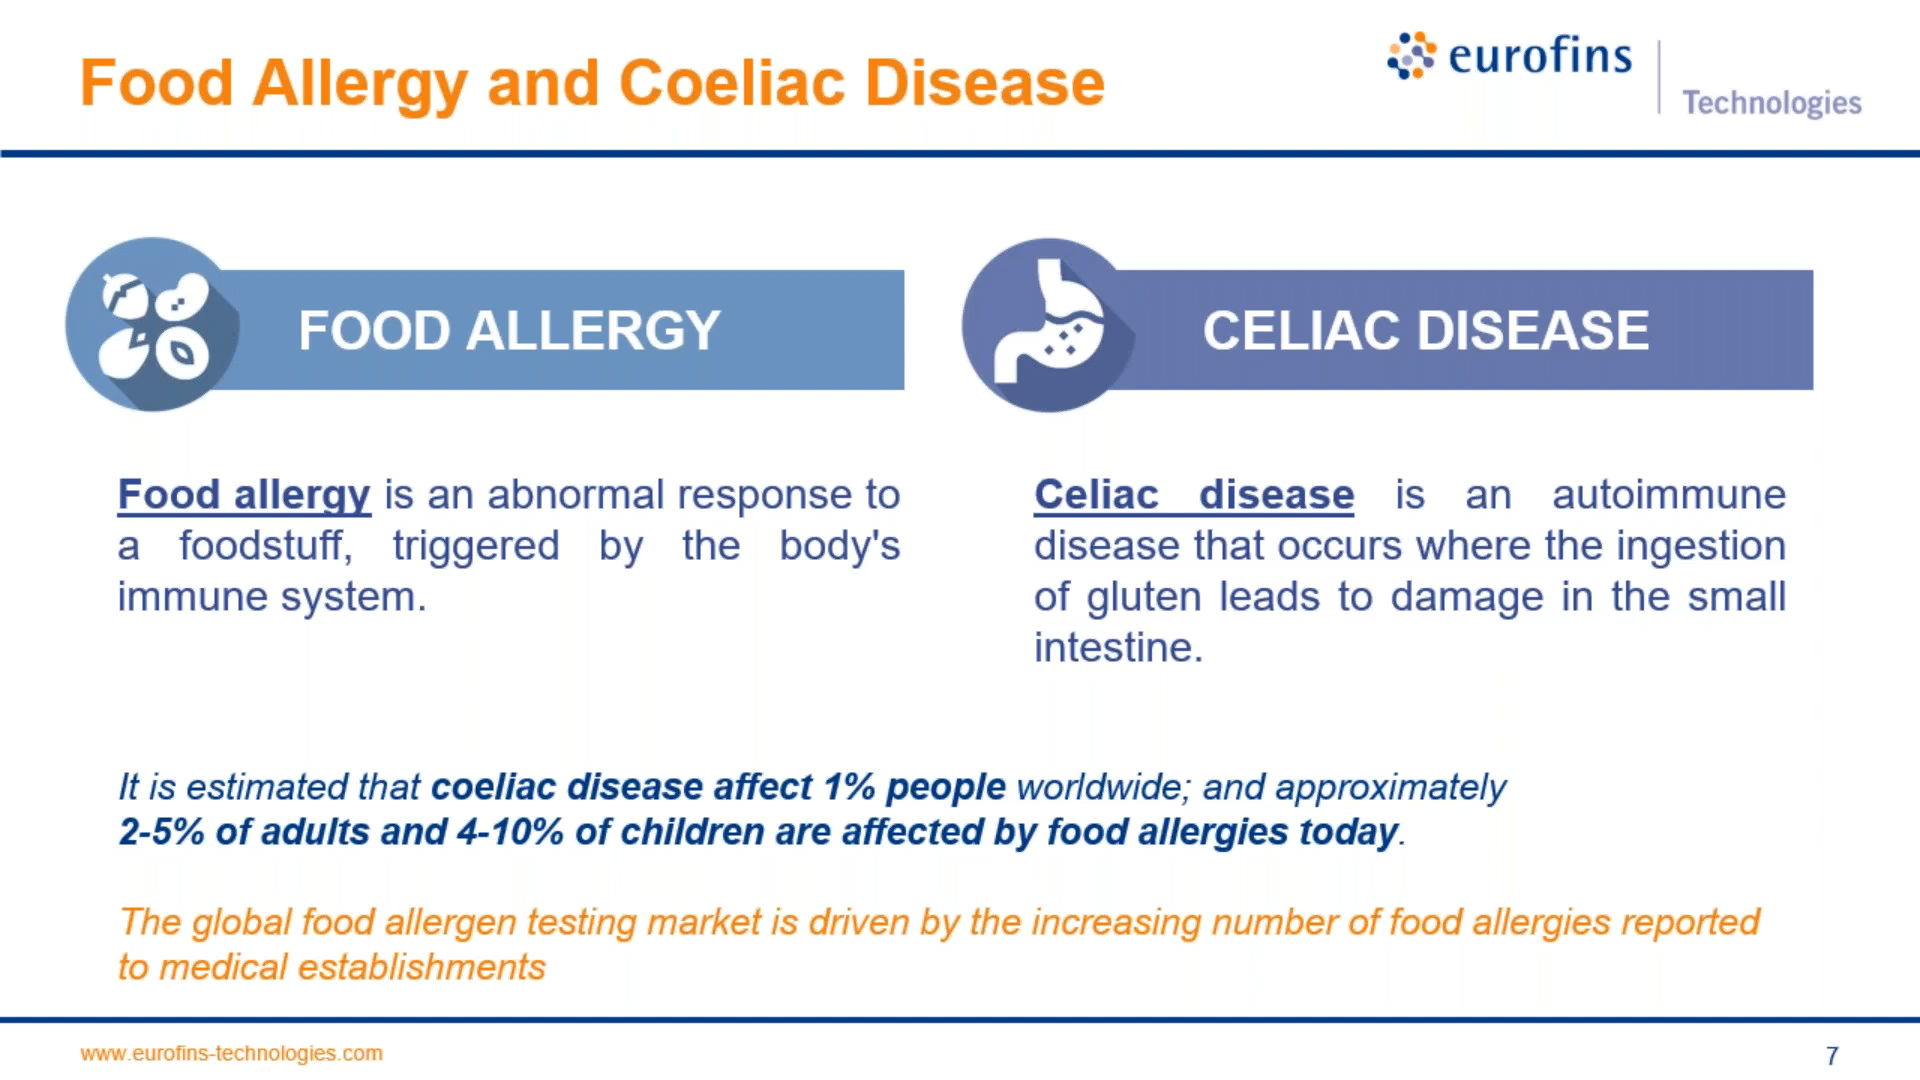 Food Allergy and Coeliac Disease
eurofins
Technologies
FOOD ALLERGY
Food allergy is an abnormal response to
a foodstuff, triggered by the body's
immune system.
CELIAC DISEASE
Celiac disease is an autoimmune
disease that occurs where the ingestion
of gluten leads to damage in the small
intestine.
It is estimated that coeliac disease affect 1% people worldwide; and approximately
2-5% of adults and 4-10% of children are affected by food allergies today.
The global food allergen testing market is driven by the increasing number of food allergies reported
to medical establishments
www.eurofins-technologies.com
7